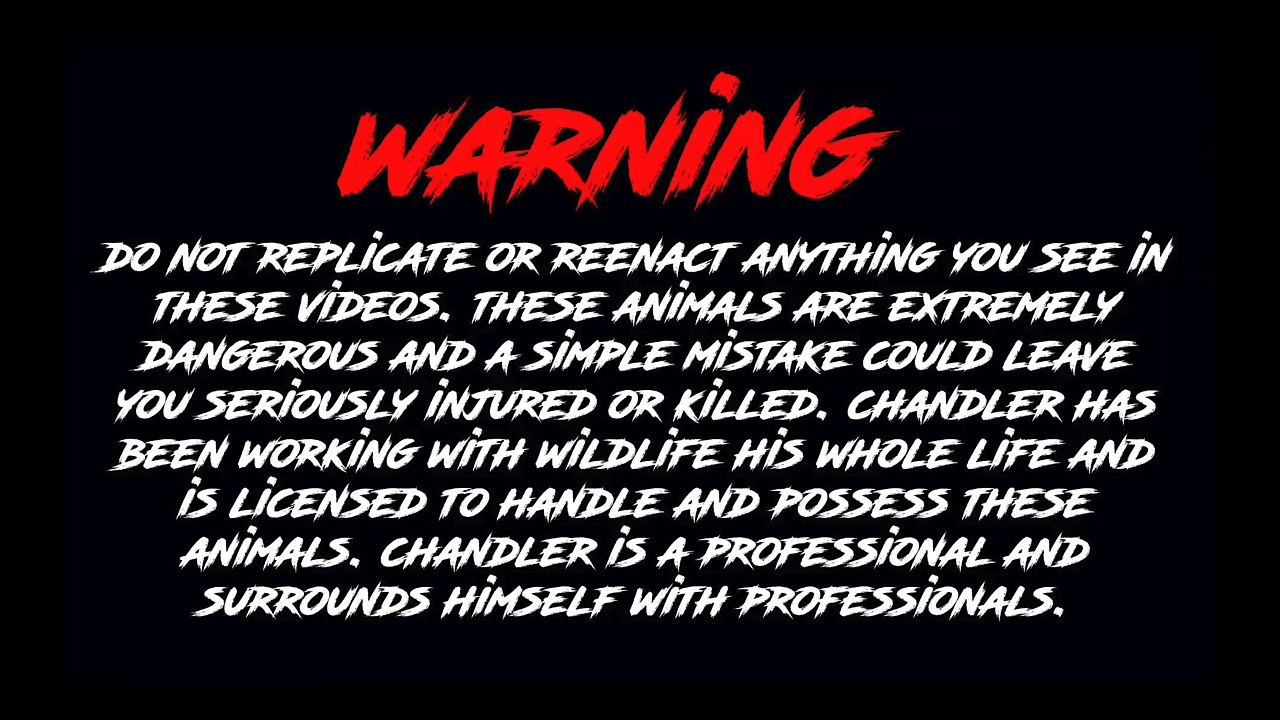 WARNING
DO NOT REPLICATE OR REENACT ANYTHING YOU SEE IN
THESE VIDEOS. THESE ANIMALS ARE EXTREMELY
DANGEROUS AND A SIMPLE MISTAKE COULD LEAVE
YOU SERIOUSLY INJURED OR KILLED. CHANDLER HAS
BEEN WORKING WITH WILDLIFE HIS WHOLE LIFE AND
IS LICENSED TO HANDLE AND POSSESS THESE
ANIMALS. CHANDLER IS A PROFESSIONAL AND
SURROUNDS HIMSELF WITH PROFESSIONALS.